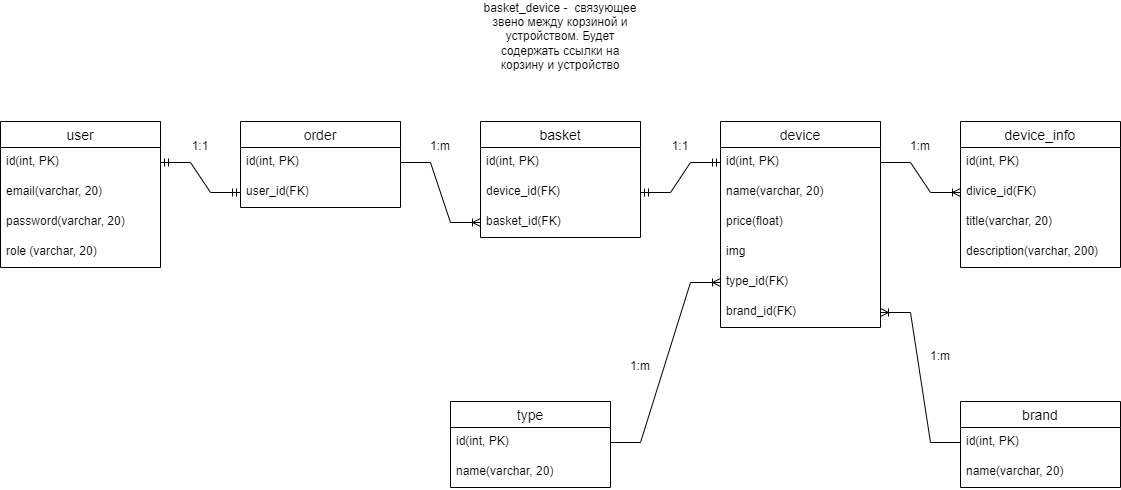 basket_device - связующее
звено между корзиной и
устройством. Будет
содержать ссылки на
корзину и устройство
user
id(int, PK)
email(varchar, 20)
password(varchar, 20)
role (varchar, 20)
1:1
order
id(int, PK)
user_id(FK)
1:m
basket
id(int, PK)
device_id(FK)
basket_id(FK)
1:1
device
id(int, PK)
name(varchar, 20)
price(float)
img
type_id(FK)
brand_id(FK)
1:m
device_info
id(int, PK)
divice_id(FK)
title(varchar, 20)
description(varchar, 200)
1:m
type
id(int, PK)
name(varchar, 20)
1:m
brand
id(int, PK)
name(varchar, 20)